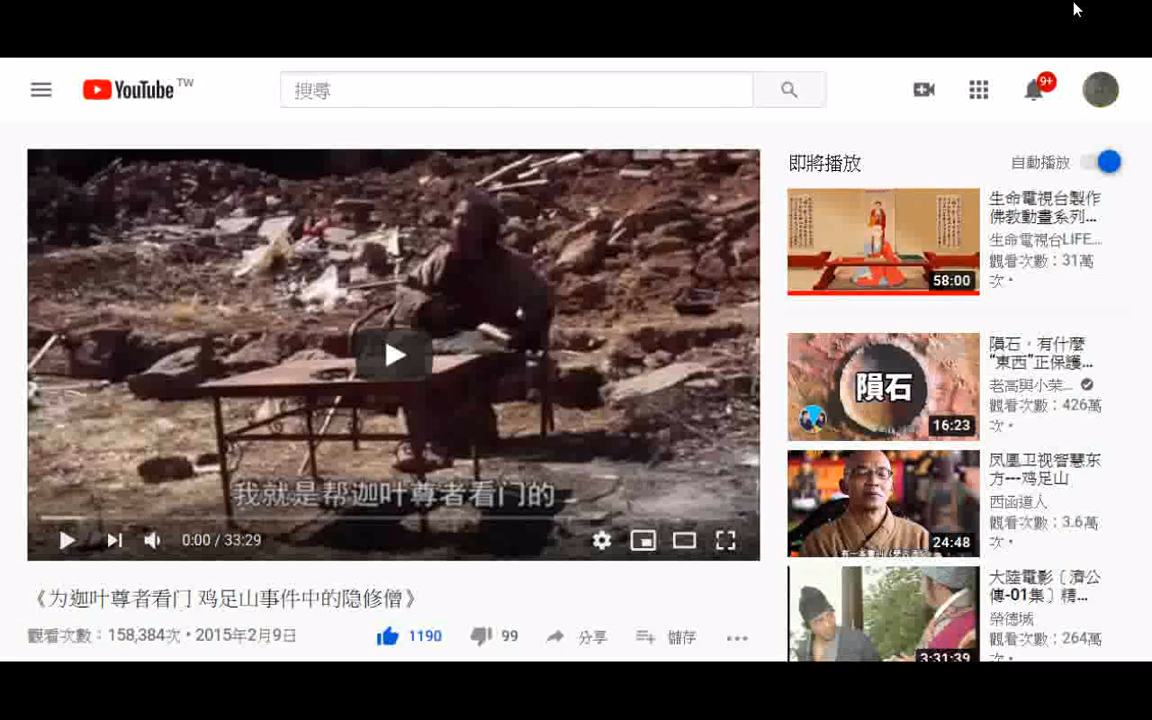 YouTube TW
搜尋
9+
我就是帮迦叶尊者看门的
0:00 / 33:29
《为迦叶尊者看门 鸡足山事件中的隐修僧》
觀看次數：158,384次・2015年2月9日
1190
99
分享
儲存
即將播放
自動播放
58:00
生命電視台製作
佛教動畫系列...
生命電視台LIFE...
觀看次數：31萬
次・
隕石
16:23
隕石，有什麼
“東西”正保護...
老高與小茉...
觀看次數：426萬
次・
24:48
凤凰卫视智慧东
方---鸡足山
西函道人
觀看次數：3.6萬
次・
3:31:39
大陸電影〔濟公
傳-01集〕精...
榮德城
觀看次數：264萬
次・